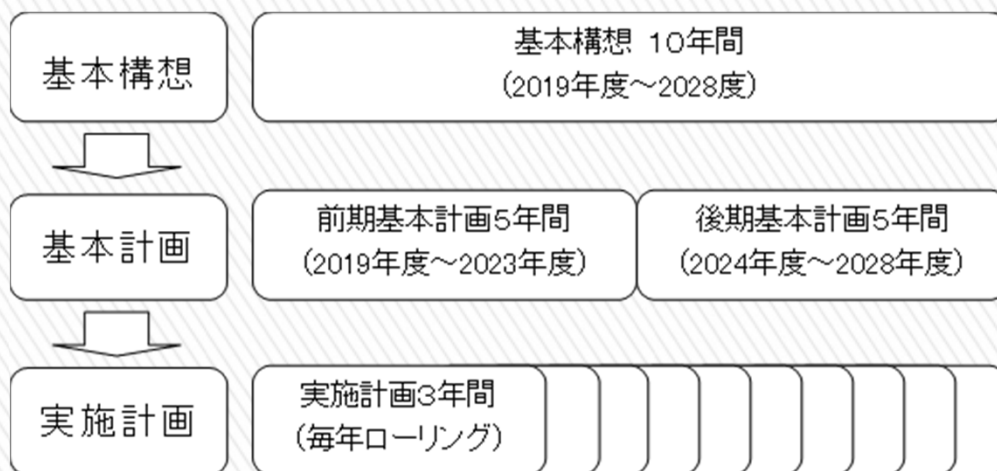 基本構想
基本構想 10年間
(2019年度～2028度)
基本計画
前期基本計画5年間
(2019年度～2023年度)
後期基本計画5年間
(2024年度～2028年度)
実施計画
実施計画3年間
(毎年ローリング)